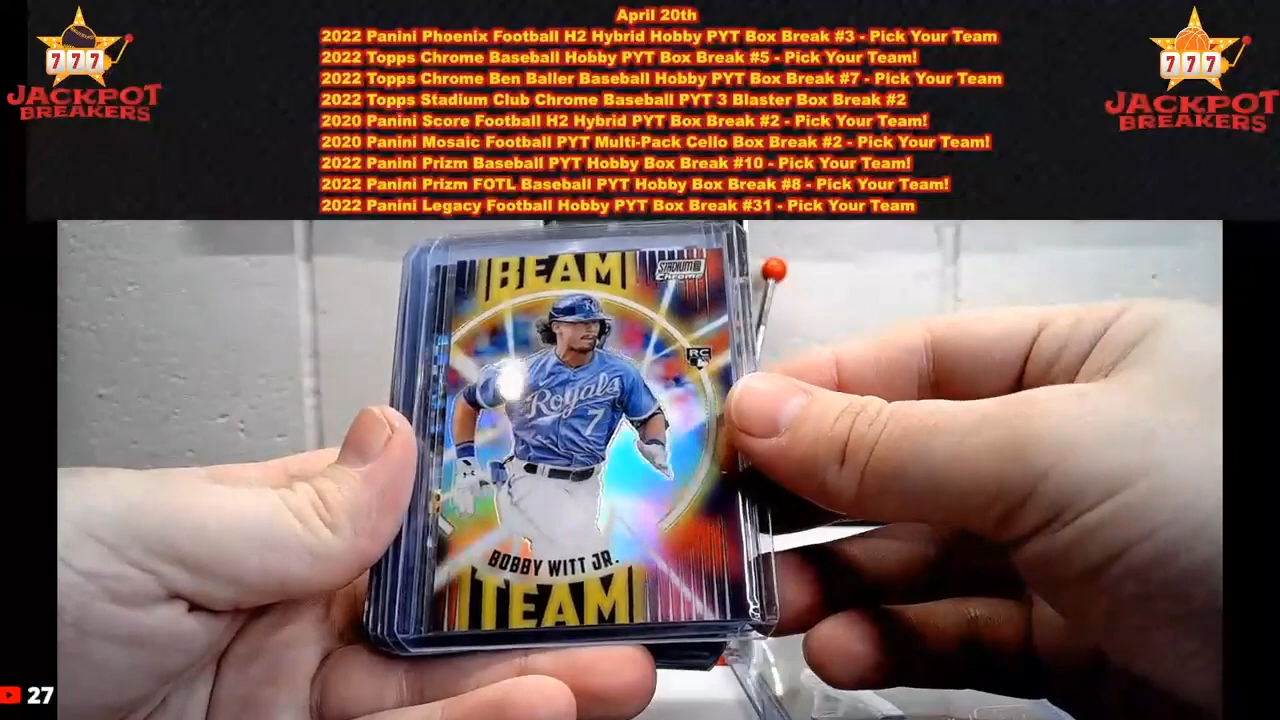 April 20th
2022 Panini Phoenix Football H2 Hybrid Hobby PYT Box Break #3 - Pick Your Team
2022 Topps Chrome Baseball Hobby PYT Box Break #5 - Pick Your Team!
2022 Topps Chrome Ben Baller Baseball Hobby PYT Box Break #7 - Pick Your Team
2022 Topps Stadium Club Chrome Baseball PYT 3 Blaster Box Break #2
2020 Panini Score Football H2 Hybrid PYT Box Break #2 - Pick Your Team!
2020 Panini Mosaic Football PYT Multi-Pack Cello Box Break #2 - Pick Your Team!
2022 Panini Prizm Baseball PYT Hobby Box Break #10 - Pick Your Team!
2022 Panini Prizm FOTL Baseball PYT Hobby Box Break #8 - Pick Your Team!
2022 Panini Legacy Football Hobby PYT Box Break #31 - Pick Your Team
777
JACKPOT
BREAKERS
777
JACKPOT
BREAKERS
BEAM
STADIUM
Chrome
KC
RC
Royals
7
BOBBY WITT JR.
TEAM
27